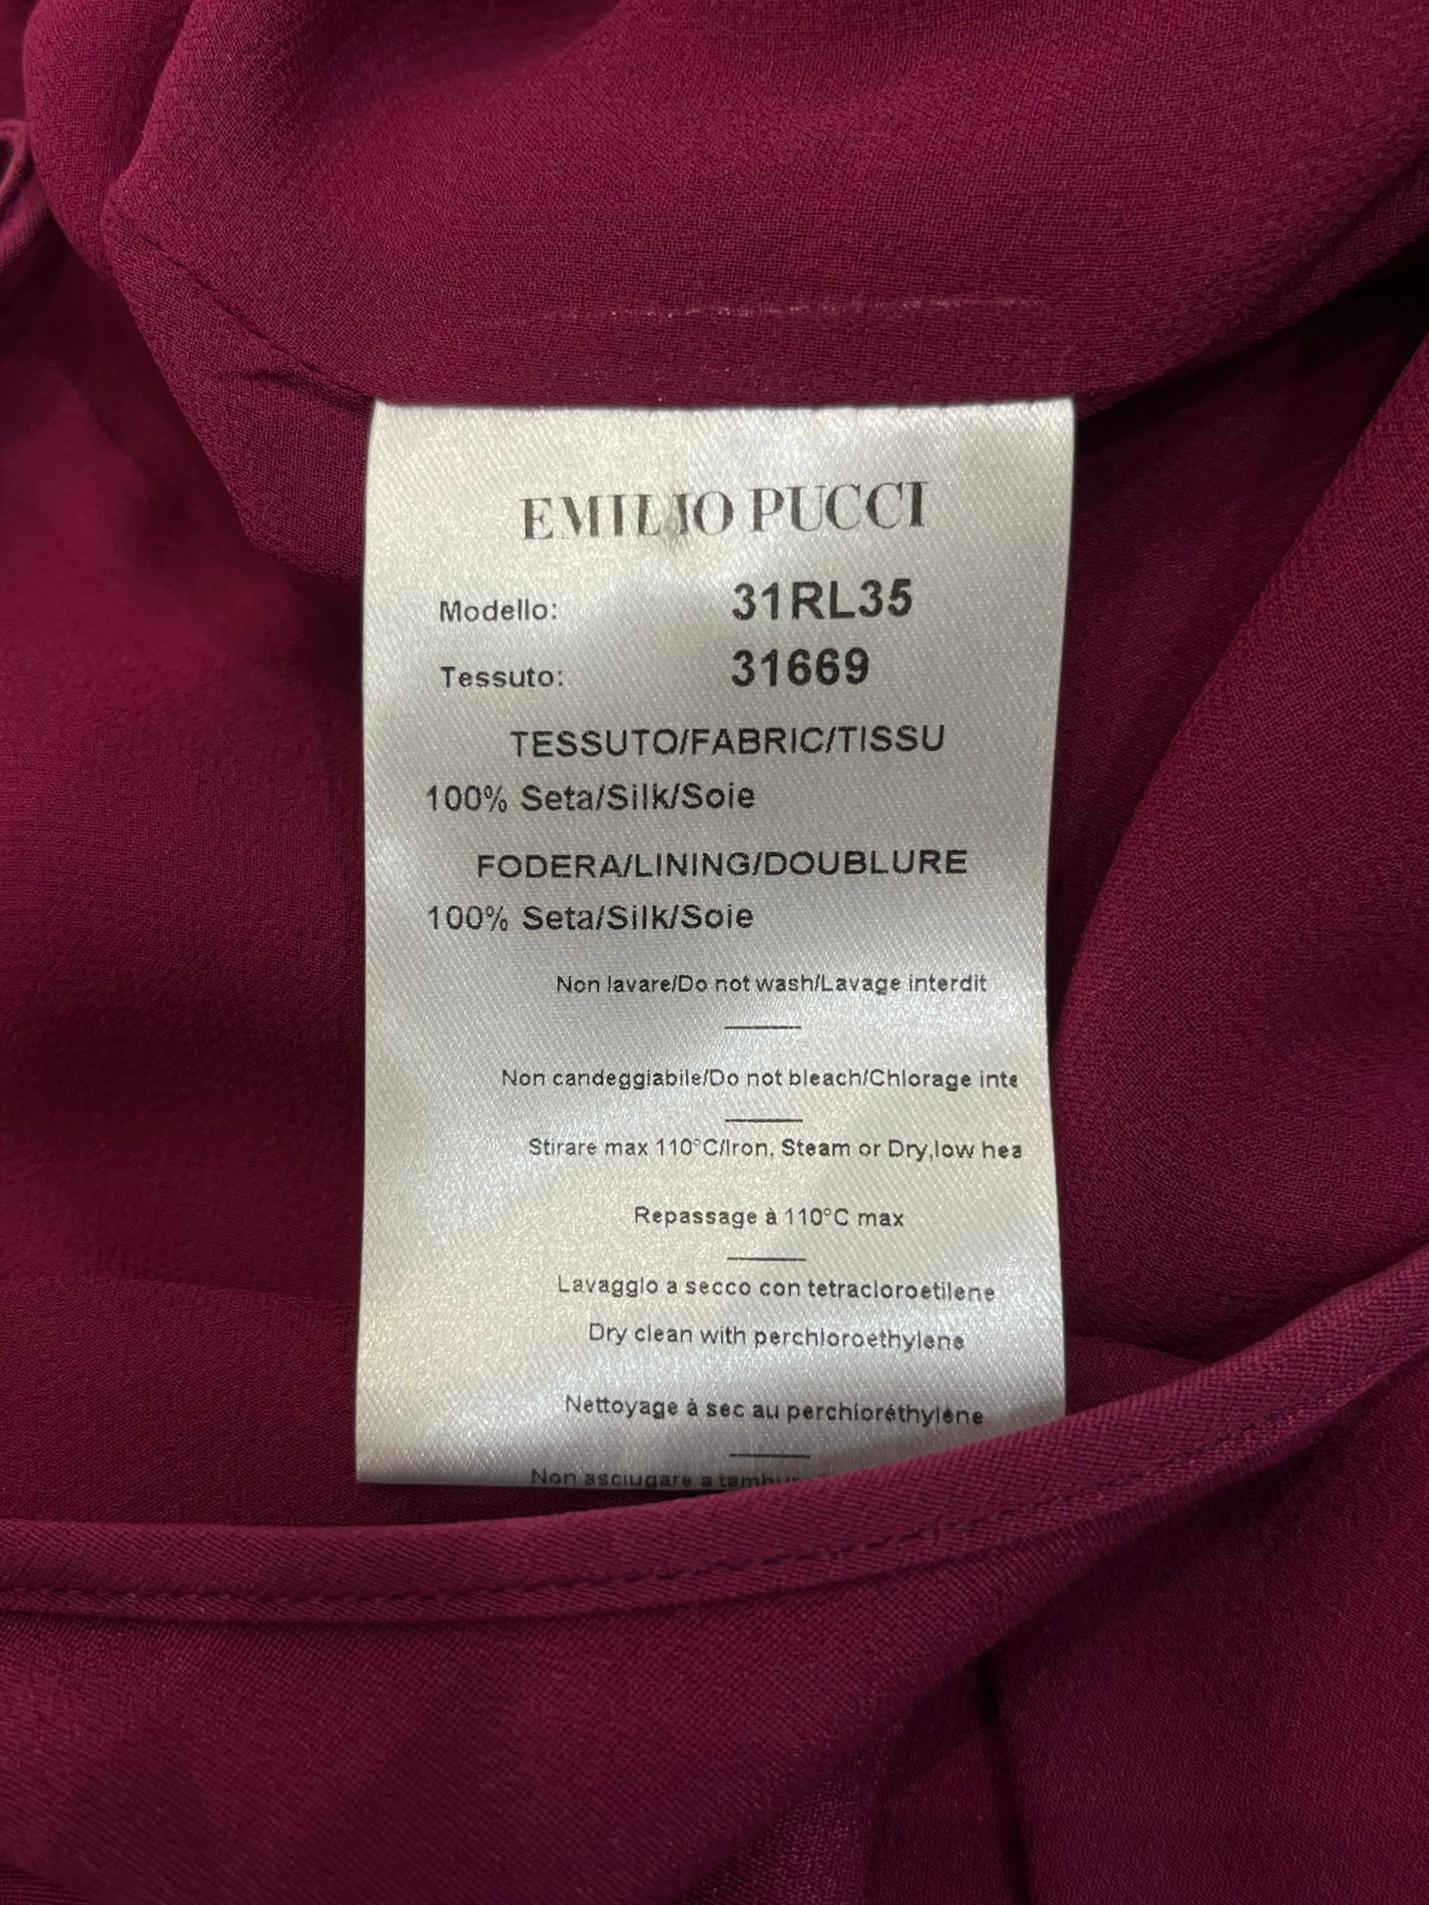 EMILIO PUCCI
Modello: 31RL35
Tessuto: 31669
TESSUTO/FABRIC/TISSU
100% Seta/Silk/Soie
FODERA/LINING/DOUBLURE
100% Seta/Silk/Soie
Non lavare/Do not wash/Lavage interdit
Non candeggiabile/Do not bleach/Chlorage inte
Stirare max 110°C/Iron, Steam or Dry,low hea
Repassage à 110°C max
Lavaggio a secco con tetracloroetilene
Dry clean with perchloroethylene
Nettoyage à sec au perchloréthylène
Non asciugare a